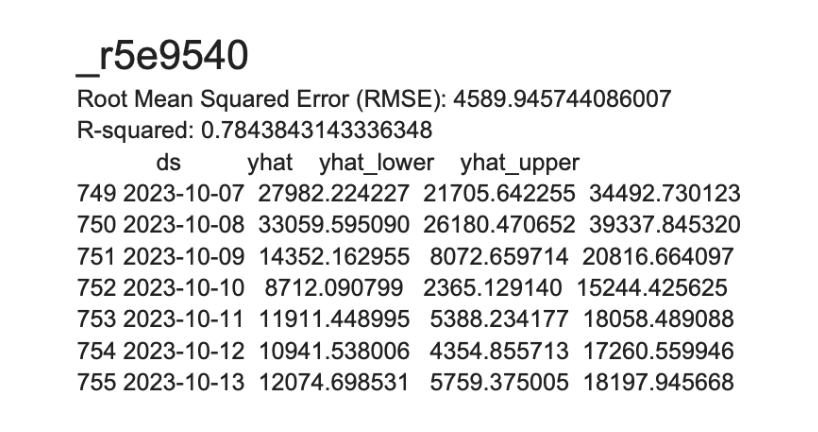 _r5e9540
Root Mean Squared Error (RMSE): 4589.945744086007
R-squared: 0.7843843143336348
ds yhat yhat_lower yhat_upper
749 2023-10-07 27982.224227 21705.642255 34492.730123
750 2023-10-08 33059.595090 26180.470652 39337.845320
751 2023-10-09 14352.162955 8072.659714 20816.664097
752 2023-10-10 8712.090799 2365.129140 15244.425625
753 2023-10-11 11911.448995 5388.234177 18058.489088
754 2023-10-12 10941.538006 4354.855713 17260.559946
755 2023-10-13 12074.698531 5759.375005 18197.945668